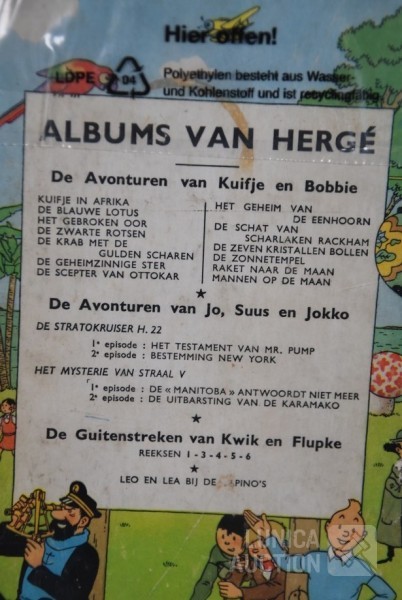 Hier öffnen!
LDPE 04
Polyethylen besteht aus Wasser-
und Kohlenstoff und ist recyclingfähig
ALBUMS VAN HERGÉ
De Avonturen van Kuifje en Bobbie
KUIFJE IN AFRIKA
DE BLAUWE LOTUS
HET GEBROKEN OOR
DE ZWARTE ROTSEN
DE KRAB MET DE
GULDEN SCHAREN
DE GEHEIMZINNIGE STER
DE SCEPTER VAN OTTOKAR
HET GEHEIM VAN
DE EENHOORN
DE SCHAT VAN
SCHARLAKEN RACKHAM
DE ZEVEN KRISTALLEN BOLLEN
DE ZONNETEMPEL
RAKET NAAR DE MAAN
MANNEN OP DE MAAN
De Avonturen van Jo, Suus en Jokko
DE STRATOKRUISER H. 22
1e episode : HET TESTAMENT VAN MR. PUMP
2e episode : BESTEMMING NEW YORK
HET MYSTERIE VAN STRAAL V
1e episode : DE « MANITOBA » ANTWOORDT NIET MEER
2e episode : DE UITBARSTING VAN DE KARAMAKO
De Guitenstreken van Kwik en Flupke
REEKSEN 1-3-4-5-6
LEO EN LEA BIJ DE PINO'S
LUNICA
AUCTION